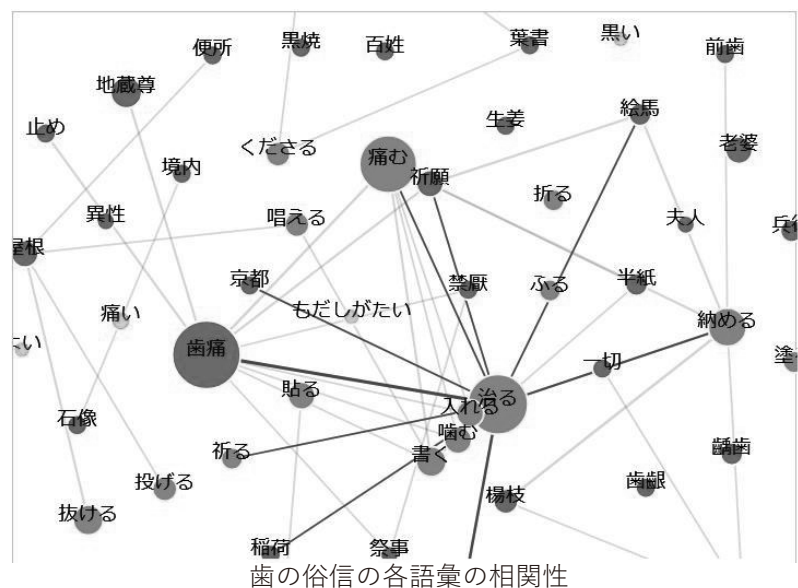 便所
黒焼
百姓
葉書
黒い
前歯
地蔵尊
止め
くださる
生姜
絵馬
境内
痛む
祈願
老婆
折る
異性
唱える
夫人
屋根
京都
禁厭
ふる
半紙
痛い
もだしがたい
納める
歯痛
一切
貼る
入れる
治る
石像
噛む
祈る
書く
齲歯
投げる
楊枝
歯齦
抜ける
稲荷
祭事
歯の俗信の各語彙の相関性